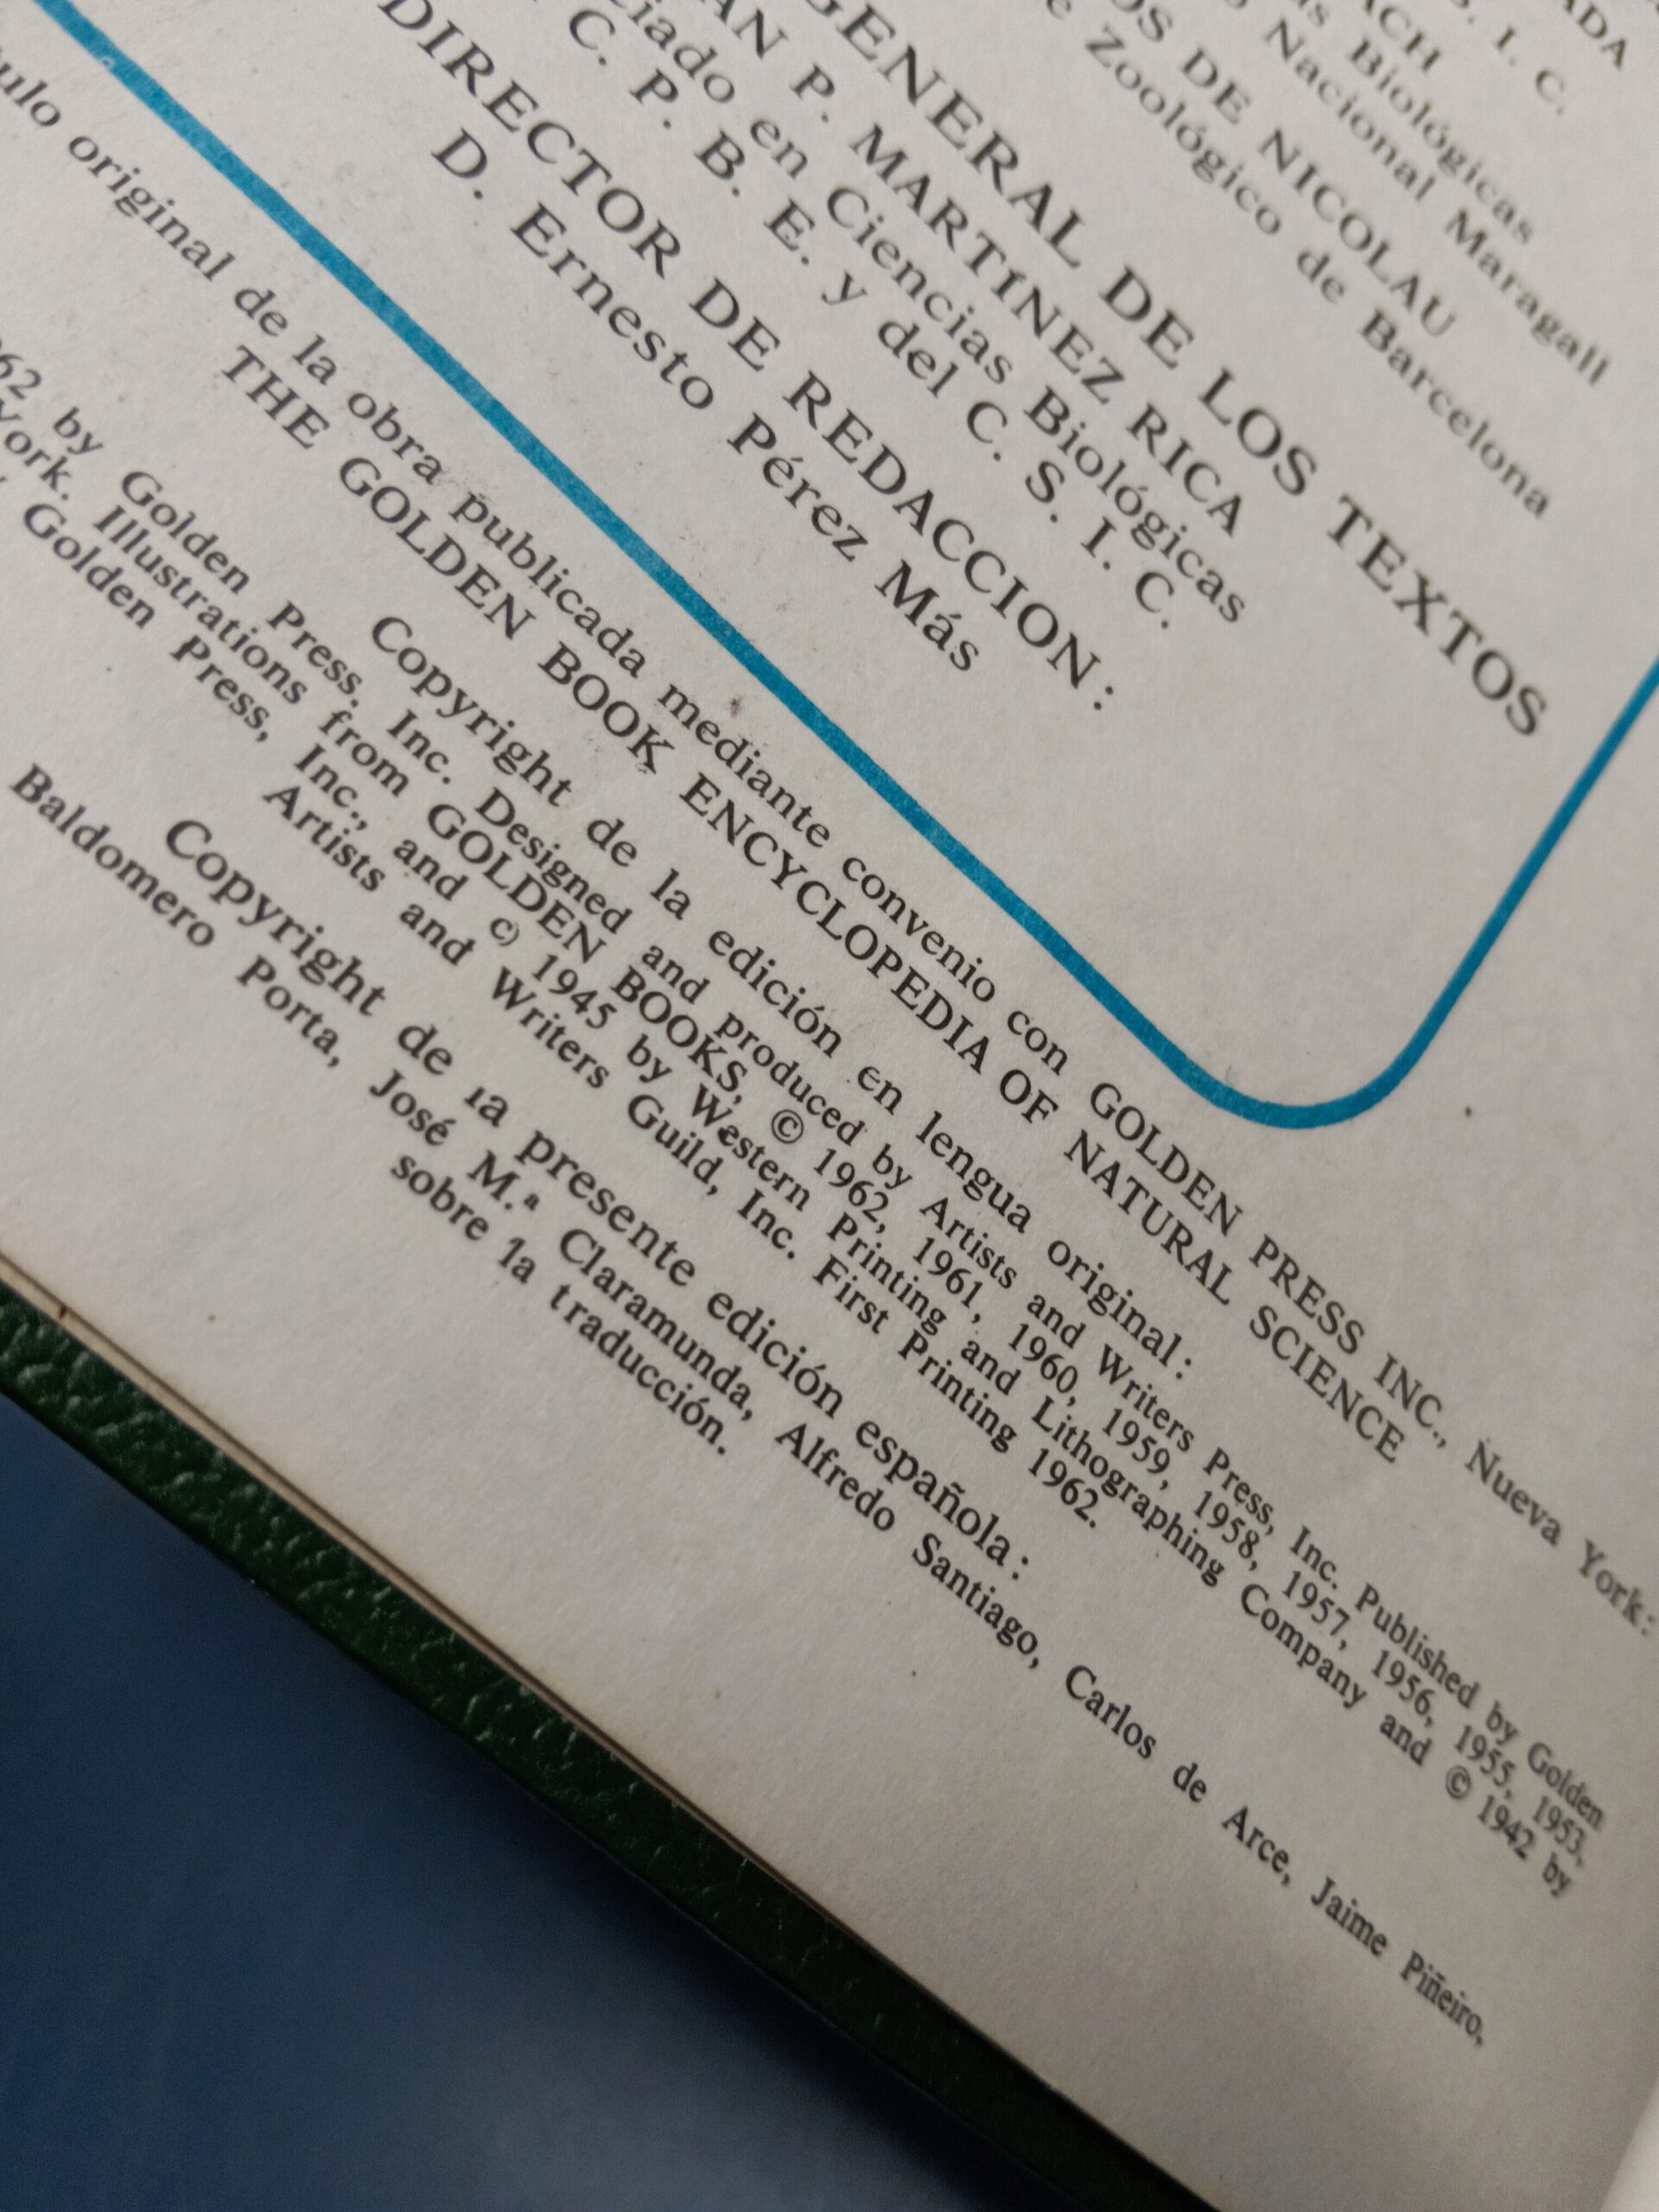 ADA
S. I. C.
ACH
Biológicas
OS DE NICOLAU
Nacional Maragall
Zoológico de Barcelona
GENERAL DE LOS TEXTOS
AN P. MARTINEZ RICA
ciado en Ciencias Biológicas
C. P. B. E. y del C. S. I. C.
DIRECTOR DE REDACCION:
D. Ernesto Pérez Más
ulo original de la obra publicada mediante convenio con GOLDEN PRESS INC., Nueva York:
THE GOLDEN BOOK ENCYCLOPEDIA OF NATURAL SCIENCE
Copyright de la edición en lengua original:
962 by Golden Press, Inc. Designed and produced by Artists and Writers Press, Inc. Published by Golden
York. Illustrations from GOLDEN BOOKS, © 1962, 1961, 1960, 1959, 1958, 1957, 1956, 1955, 1953,
Golden Press, Inc., and c) 1945 by Western Printing and Lithographing Company and © 1942 by
Artists and Writers Guild, Inc. First Printing 1962.
Copyright de la presente edición española:
Baldomero Porta, José M.ª Claramunda, Alfredo Santiago, Carlos de Arce, Jaime Piñeiro,
sobre la traducción.